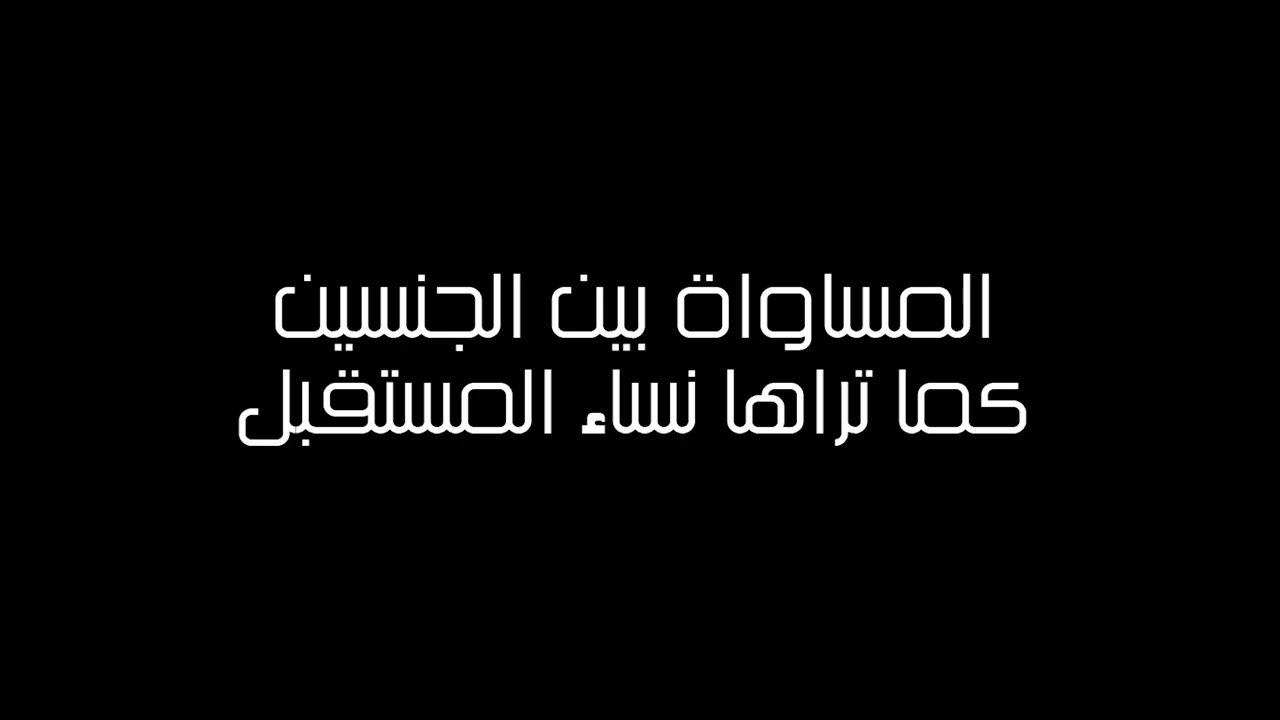 المساواة بين الجنسين
كما تراها نساء المستقبل